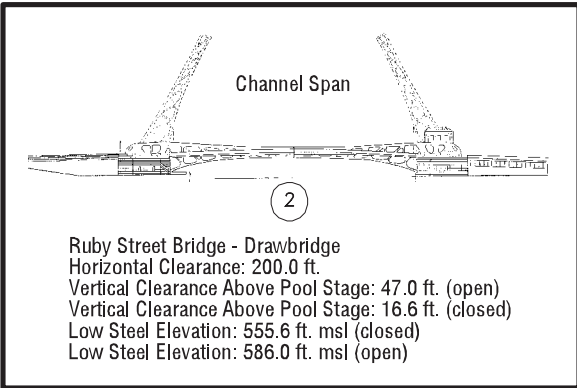 Channel Span
2
Ruby Street Bridge - Drawbridge
Horizontal Clearance: 200.0 ft.
Vertical Clearance Above Pool Stage: 47.0 ft. (open)
Vertical Clearance Above Pool Stage: 16.6 ft. (closed)
Low Steel Elevation: 555.6 ft. msl (closed)
Low Steel Elevation: 586.0 ft. msl (open)